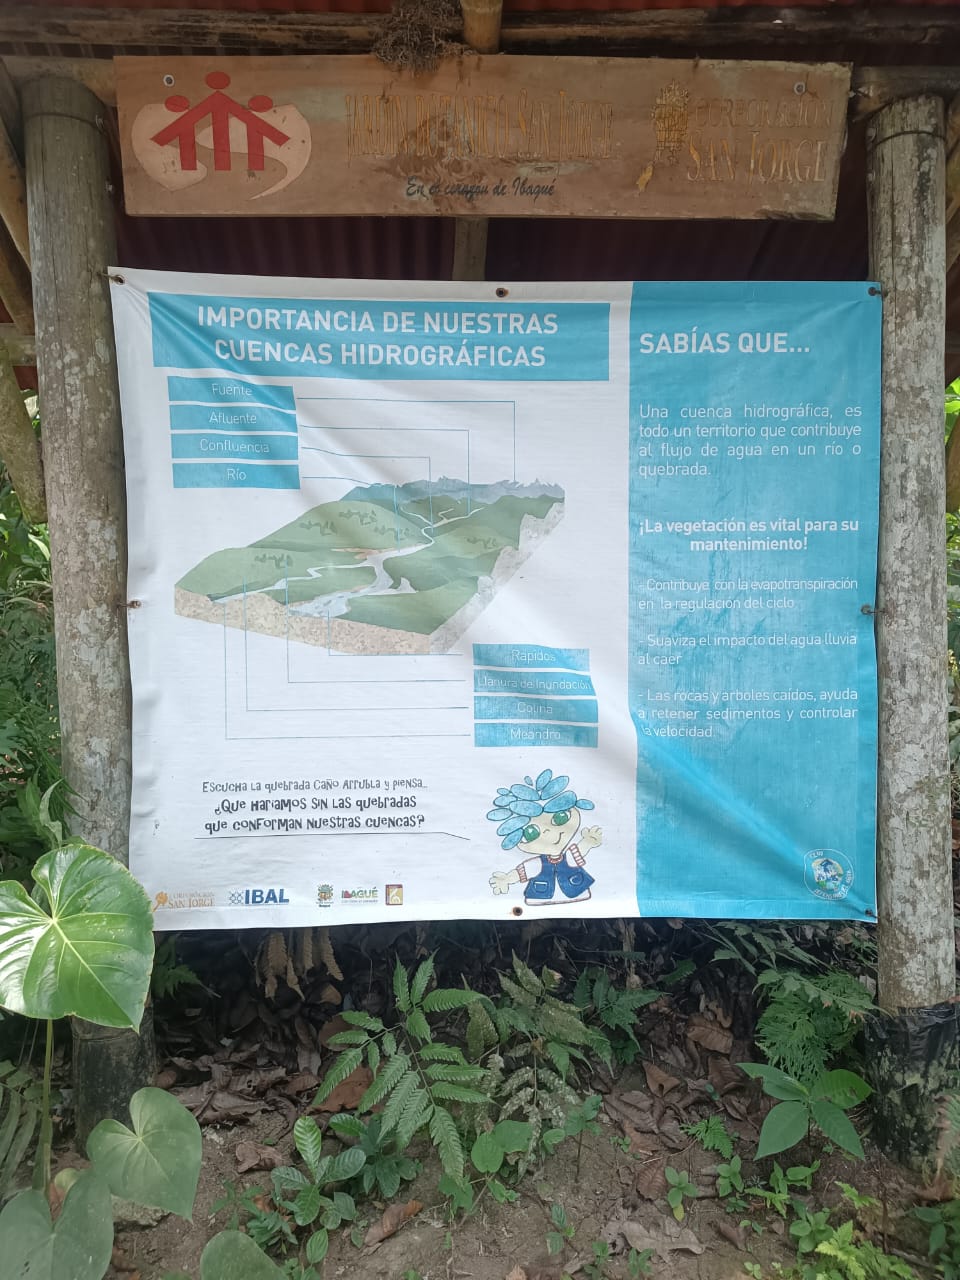 JARDÍN BOTÁNICO SAN JORGE
En el corazón de Ibagué
CORPORACIÓN
SAN JORGE
IMPORTANCIA DE NUESTRAS
CUENCAS HIDROGRÁFICAS
Fuente
Afluente
Confluencia
Río
Rapidos
Llanura de Inundación
Colina
Meandro
ESCUCHA LA QUEBRADA CAÑO ARRUBLA Y PIENSA...
¿QUE HARIAMOS SIN LAS QUEBRADAS
QUE CONFORMAN NUESTRAS CUENCAS?
CORPORACIÓN
SAN JORGE
IBAL
IBAGUÉ
SABÍAS QUE...
Una cuenca hidrográfica, es
todo un territorio que contribuye
al flujo de agua en un río o
quebrada.
¡La vegetación es vital para su
mantenimiento!
- Contribuye con la evapotranspiración
en la regulación del ciclo
- Suaviza el impacto del agua lluvia
al caer
- Las rocas y arboles caídos, ayuda
a retener sedimentos y controlar
la velocidad.